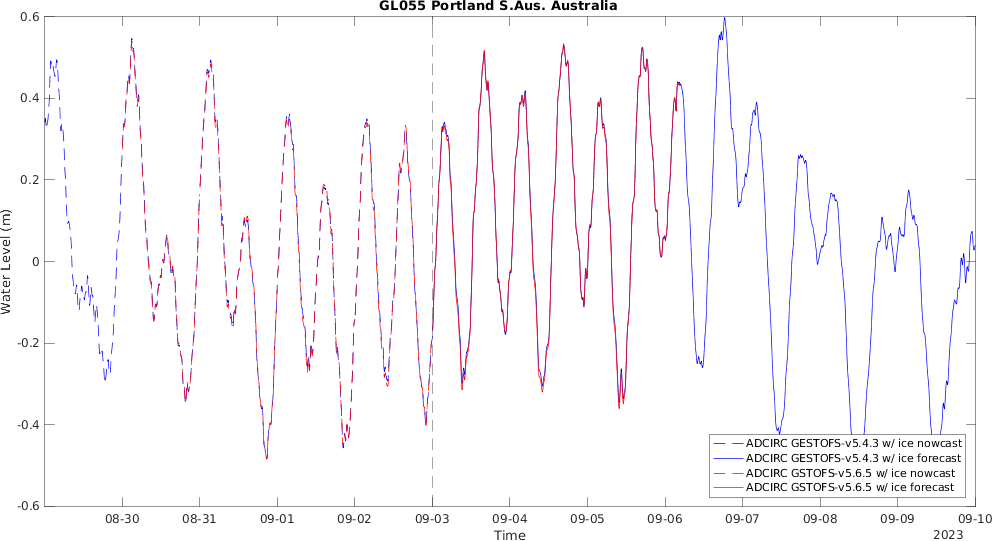 GL055 Portland S.Aus. Australia
0.6
0.4
0.2
0
-0.2
-0.4
-0.6
Water Level (m)
ADCIRC GESTOFS-v5.4.3 w/ ice nowcast
ADCIRC GESTOFS-v5.4.3 w/ ice forecast
ADCIRC GSTOFS-v5.6.5 w/ ice nowcast
ADCIRC GSTOFS-v5.6.5 w/ ice forecast
08-30 08-31 09-01 09-02 09-03 09-04 09-05 09-06 09-07 09-08 09-09 09-10
Time
2023